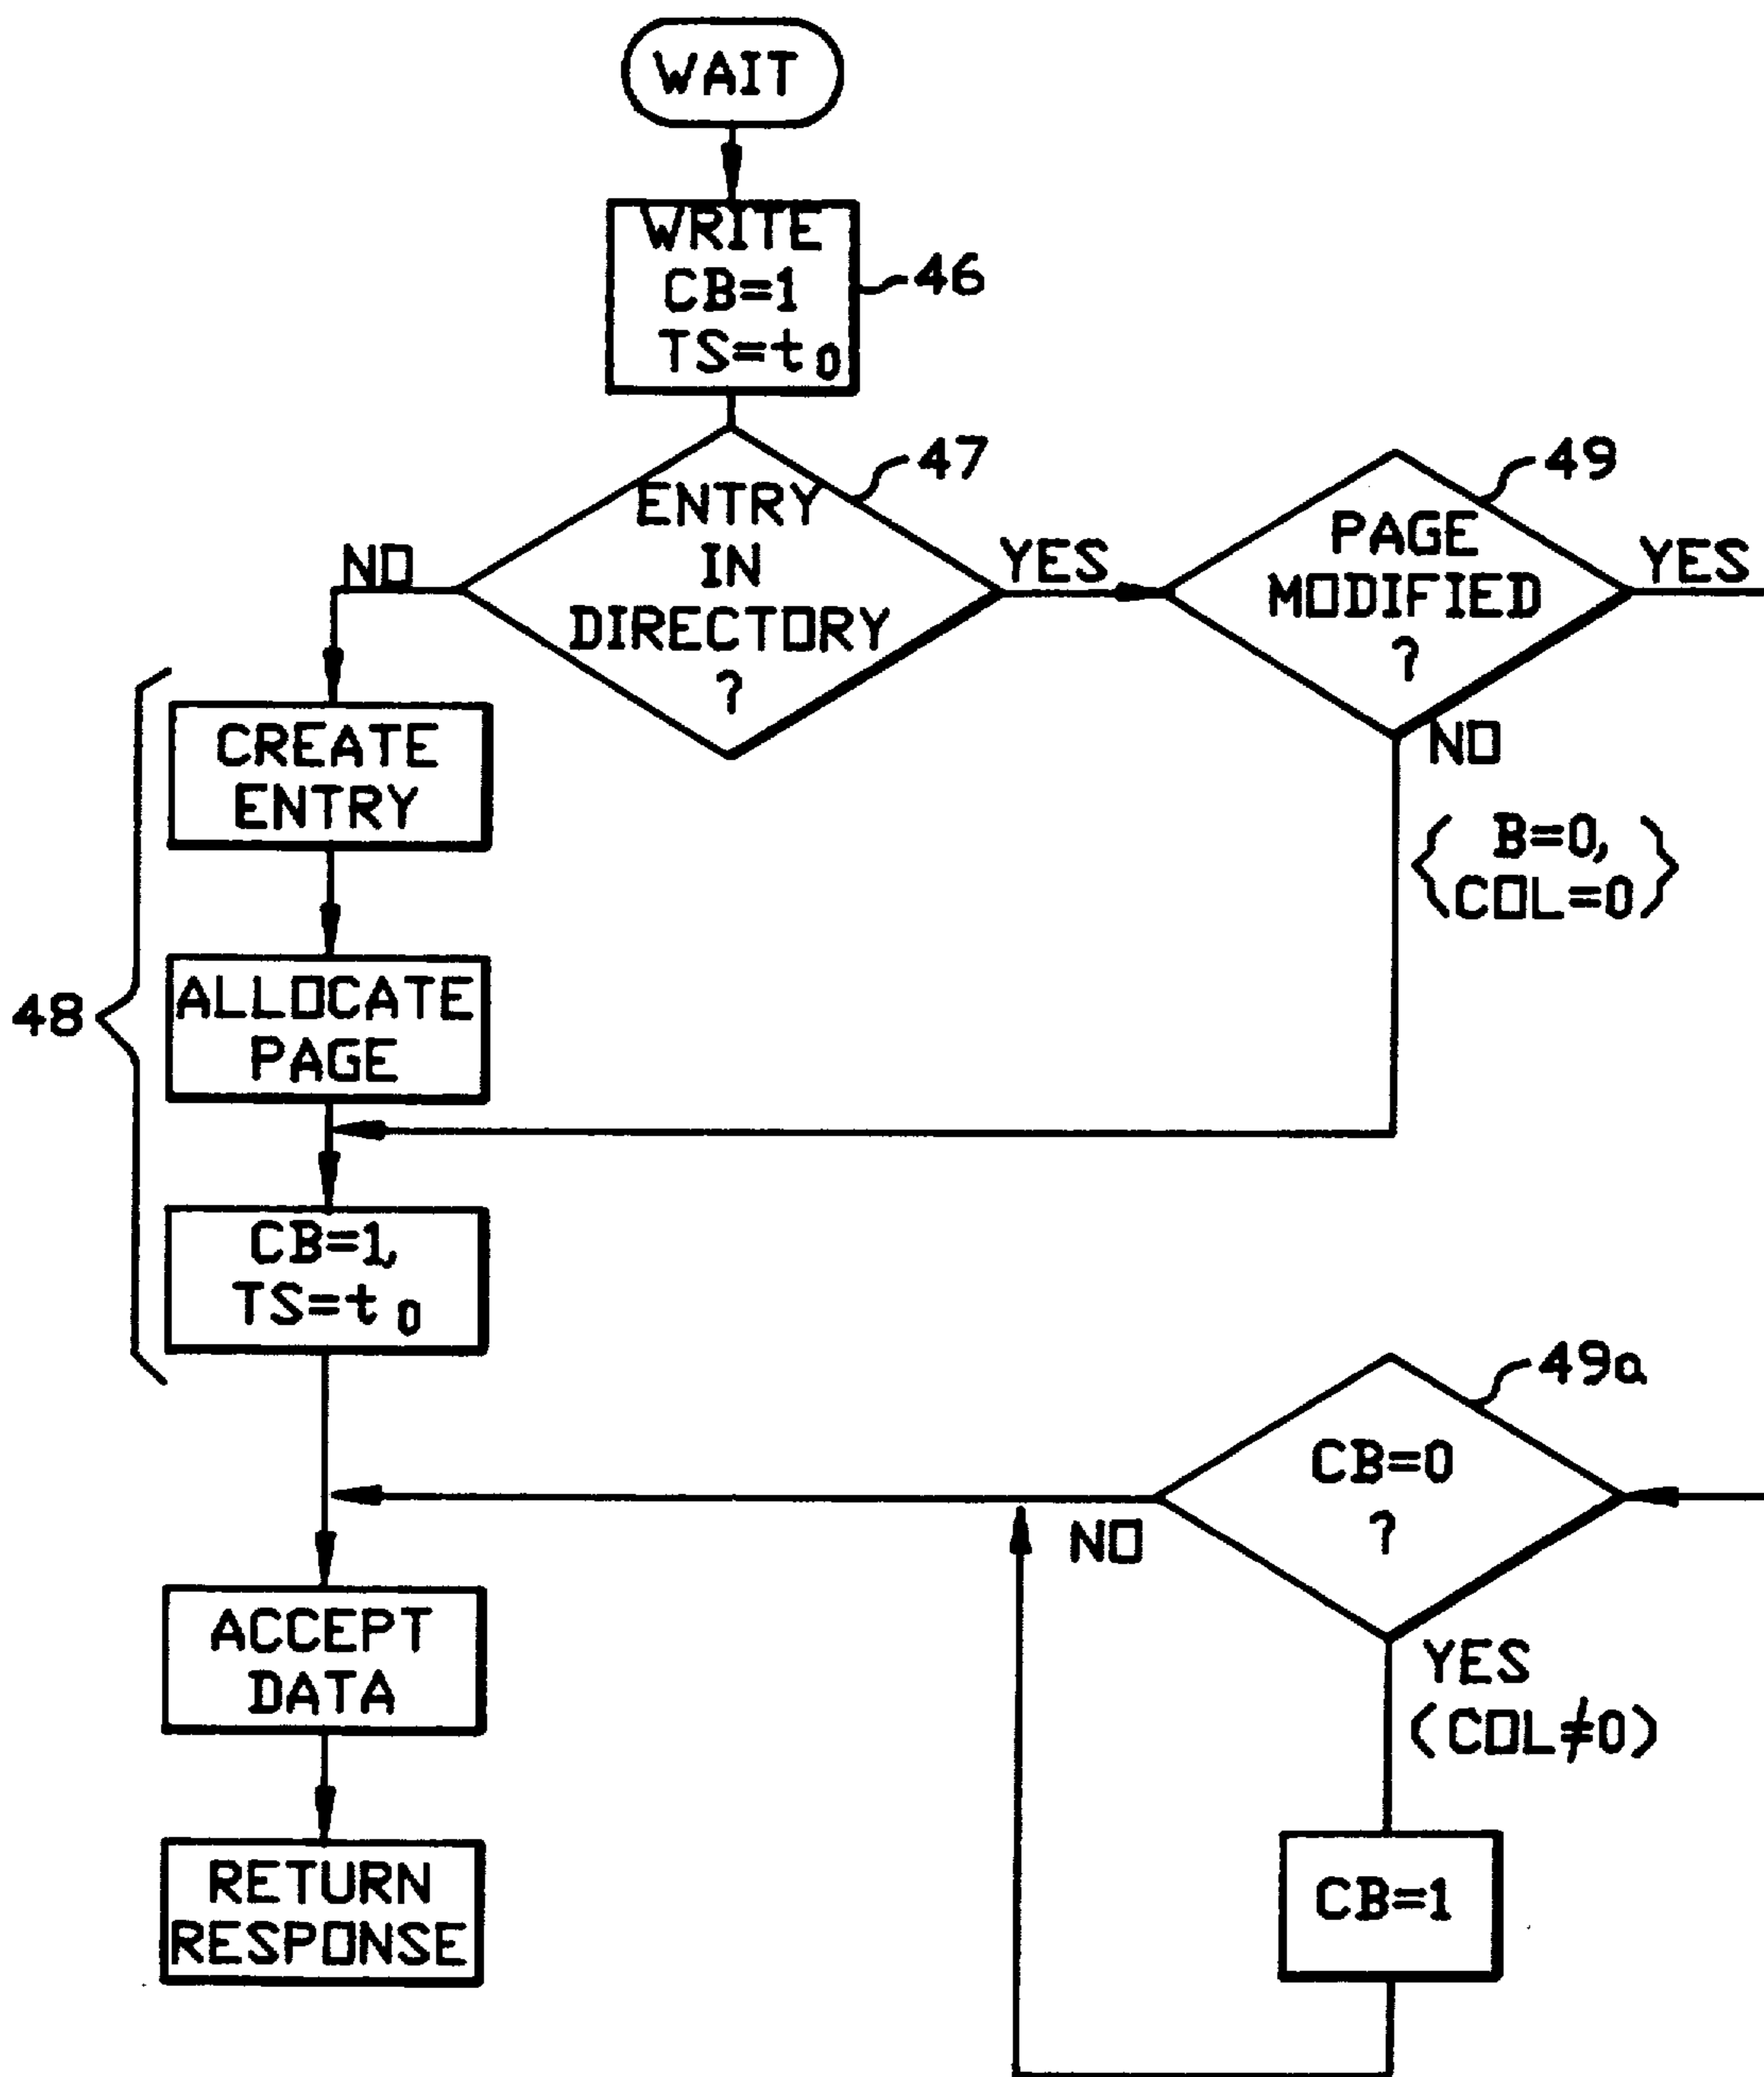 WAIT
WRITE
CB=1
TS=t₀
46
47
ENTRY
IN
DIRECTORY
?
NO
YES
49
PAGE
MODIFIED
?
YES
NO
{ B=0,
COL=0 }
48
CREATE
ENTRY
ALLOCATE
PAGE
CB=1,
TS=t₀
49a
CB=0
?
NO
YES
(COL≠0)
CB=1
ACCEPT
DATA
RETURN
RESPONSE